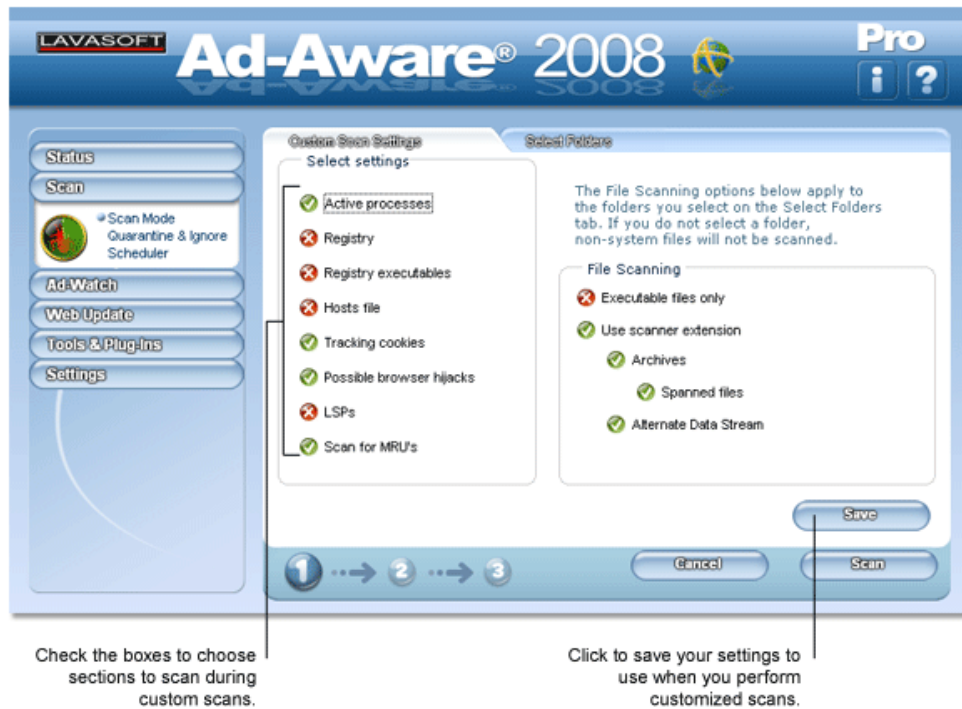 LAVASOFT
Ad-Aware® 2008
Pro
i ?
Status
Scan
Scan Mode
Quarantine & Ignore
Scheduler
Ad-Watch
Web Update
Tools & Plug-Ins
Settings
Custom Scan Settings
Select Folders
Select settings
Active processes
Registry
Registry executables
Hosts file
Tracking cookies
Possible browser hijacks
LSPs
Scan for MRU's
The File Scanning options below apply to
the folders you select on the Select Folders
tab. If you do not select a folder,
non-system files will not be scanned.
File Scanning
Executable files only
Use scanner extension
Archives
Spanned files
Alternate Data Stream
Save
1 2 3
Cancel
Scan
Check the boxes to choose
sections to scan during
custom scans.
Click to save your settings to
use when you perform
customized scans.